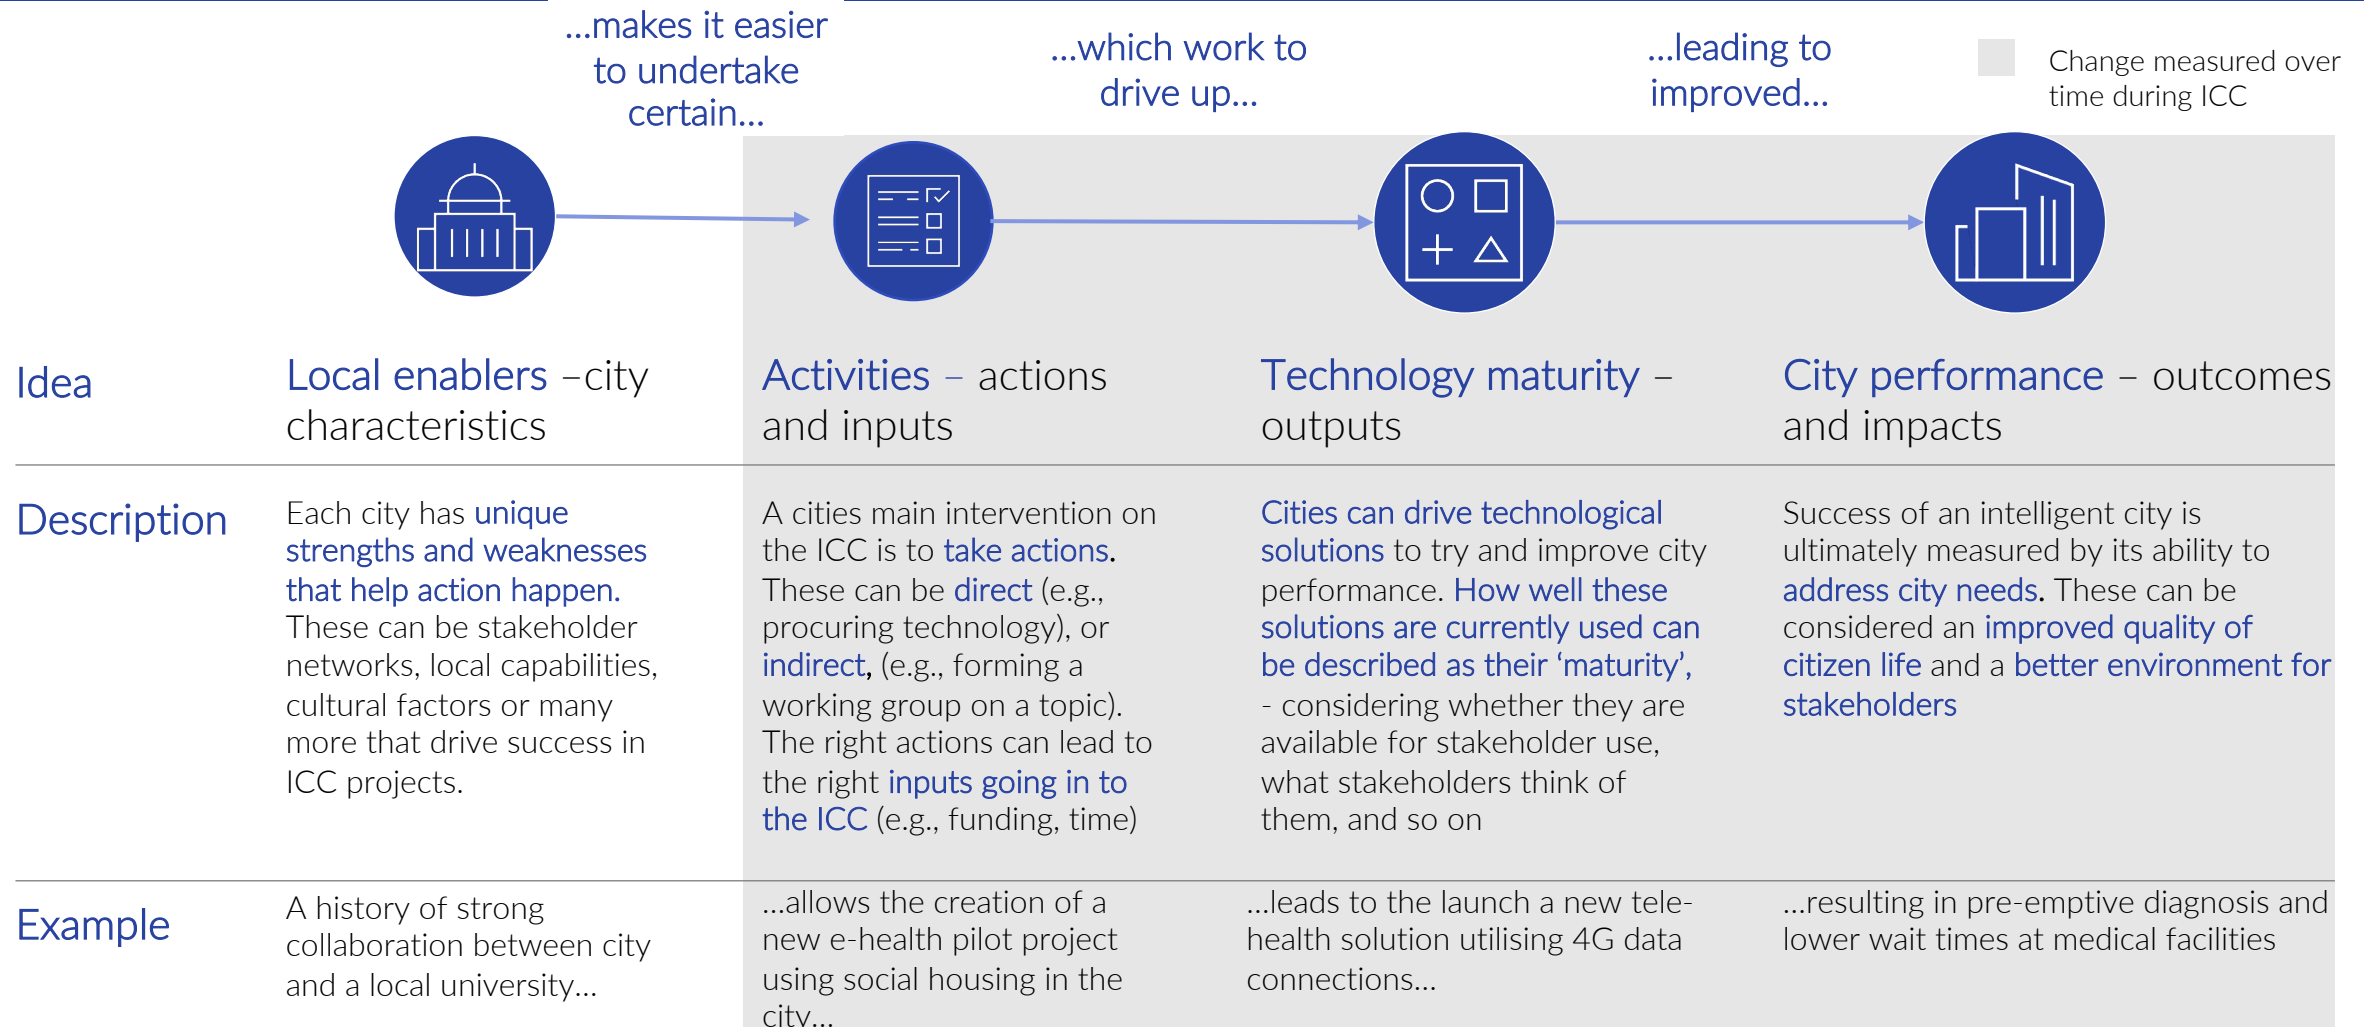 ...makes it easier
to undertake
certain...
...which work to
drive up...
...leading to
improved...
Change measured over
time during ICC
Idea
Local enablers –city
characteristics
Activities – actions
and inputs
Technology maturity –
outputs
City performance – outcomes
and impacts
Description
Each city has unique
strengths and weaknesses
that help action happen.
These can be stakeholder
networks, local capabilities,
cultural factors or many
more that drive success in
ICC projects.
A cities main intervention on
the ICC is to take actions.
These can be direct (e.g.,
procuring technology), or
indirect, (e.g., forming a
working group on a topic).
The right actions can lead to
the right inputs going in to
the ICC (e.g., funding, time)
Cities can drive technological
solutions to try and improve city
performance. How well these
solutions are currently used can
be described as their ‘maturity’,
- considering whether they are
available for stakeholder use,
what stakeholders think of
them, and so on
Success of an intelligent city is
ultimately measured by its ability to
address city needs. These can be
considered an improved quality of
citizen life and a better environment for
stakeholders
Example
A history of strong
collaboration between city
and a local university...
...allows the creation of a
new e-health pilot project
using social housing in the
city...
...leads to the launch a new tele-
health solution utilising 4G data
connections...
...resulting in pre-emptive diagnosis and
lower wait times at medical facilities